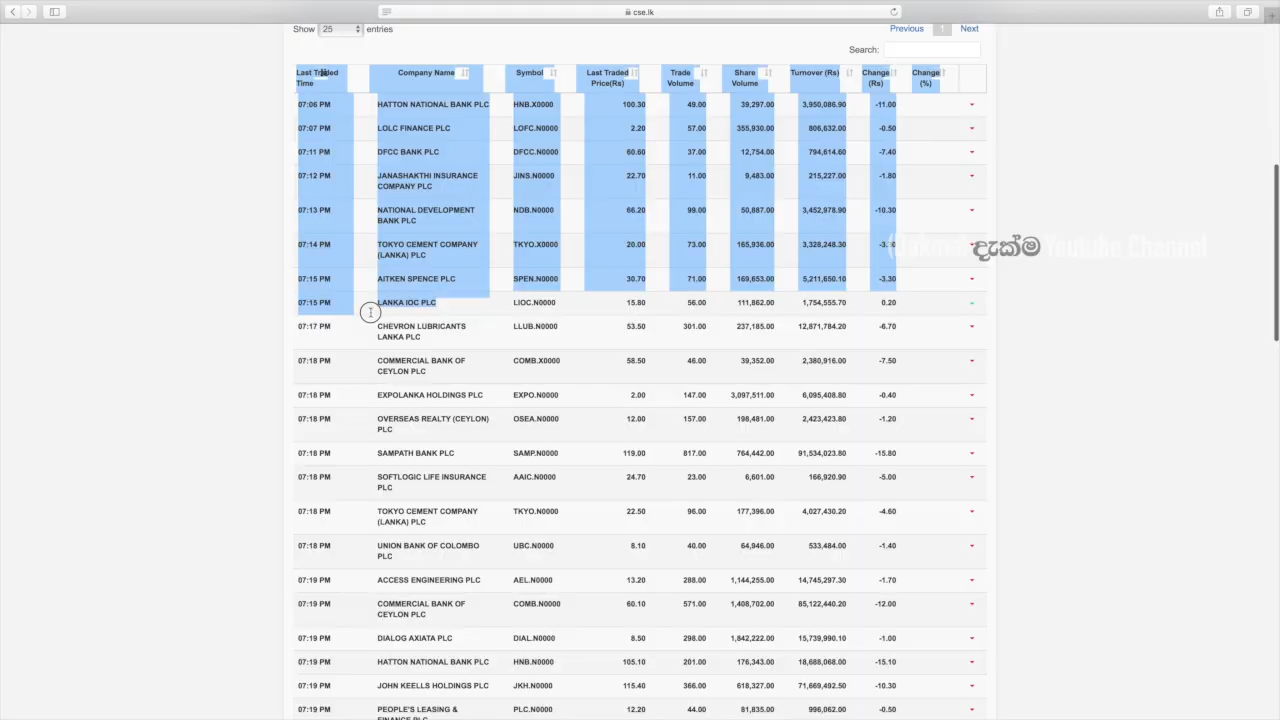 cse.lk
Show 25 entries
Previous 1 Next
Search:
Last Traded Time Company Name Symbol Last Traded Price(Rs) Trade Volume Share Volume Turnover (Rs) Change (Rs) Change (%)
07:06 PM HATTON NATIONAL BANK PLC HNB.X0000 100.30 49.00 39,297.00 3,950,086.90 -11.00
07:07 PM LOLC FINANCE PLC LOFC.N0000 2.20 57.00 355,930.00 806,632.00 -0.50
07:11 PM DFCC BANK PLC DFCC.N0000 60.60 37.00 12,754.00 794,614.60 -7.40
07:12 PM JANASHAKTHI INSURANCE COMPANY PLC JINS.N0000 22.70 11.00 9,483.00 215,227.00 -1.80
07:13 PM NATIONAL DEVELOPMENT BANK PLC NDB.N0000 66.20 99.00 50,887.00 3,452,978.90 -10.30
07:14 PM TOKYO CEMENT COMPANY (LANKA) PLC TKYO.X0000 20.00 73.00 165,936.00 3,328,248.30
දැක්ම Youtube Channel
07:15 PM AITKEN SPENCE PLC SPEN.N0000 30.70 71.00 169,653.00 5,211,650.10 -3.30
07:15 PM LANKA IOC PLC LIOC.N0000 15.80 56.00 111,862.00 1,754,555.70 0.20
07:17 PM CHEVRON LUBRICANTS LANKA PLC LLUB.N0000 53.50 301.00 237,185.00 12,871,784.20 -6.70
07:18 PM COMMERCIAL BANK OF CEYLON PLC COMB.X0000 58.50 46.00 39,352.00 2,380,916.00 -7.50
07:18 PM EXPOLANKA HOLDINGS PLC EXPO.N0000 2.00 147.00 3,097,511.00 6,095,408.80 -0.40
07:18 PM OVERSEAS REALTY (CEYLON) PLC OSEA.N0000 12.00 157.00 198,481.00 2,423,423.80 -1.20
07:18 PM SAMPATH BANK PLC SAMP.N0000 119.00 817.00 764,442.00 91,534,023.80 -15.80
07:18 PM SOFTLOGIC LIFE INSURANCE PLC AAIC.N0000 24.70 23.00 6,601.00 166,920.90 -5.00
07:18 PM TOKYO CEMENT COMPANY (LANKA) PLC TKYO.N0000 22.50 96.00 177,396.00 4,027,430.20 -4.60
07:18 PM UNION BANK OF COLOMBO PLC UBC.N0000 8.10 40.00 64,946.00 533,484.00 -1.40
07:19 PM ACCESS ENGINEERING PLC AEL.N0000 13.20 288.00 1,144,255.00 14,745,297.30 -1.70
07:19 PM COMMERCIAL BANK OF CEYLON PLC COMB.N0000 60.10 571.00 1,408,702.00 85,122,440.20 -12.00
07:19 PM DIALOG AXIATA PLC DIAL.N0000 8.50 298.00 1,842,222.00 15,739,990.10 -1.00
07:19 PM HATTON NATIONAL BANK PLC HNB.N0000 105.10 201.00 176,343.00 18,688,068.00 -15.10
07:19 PM JOHN KEELLS HOLDINGS PLC JKH.N0000 115.40 366.00 618,327.00 71,669,492.50 -10.30
07:19 PM PEOPLE'S LEASING & FINANCE PLC PLC.N0000 12.20 44.00 81,835.00 996,062.00 -0.50